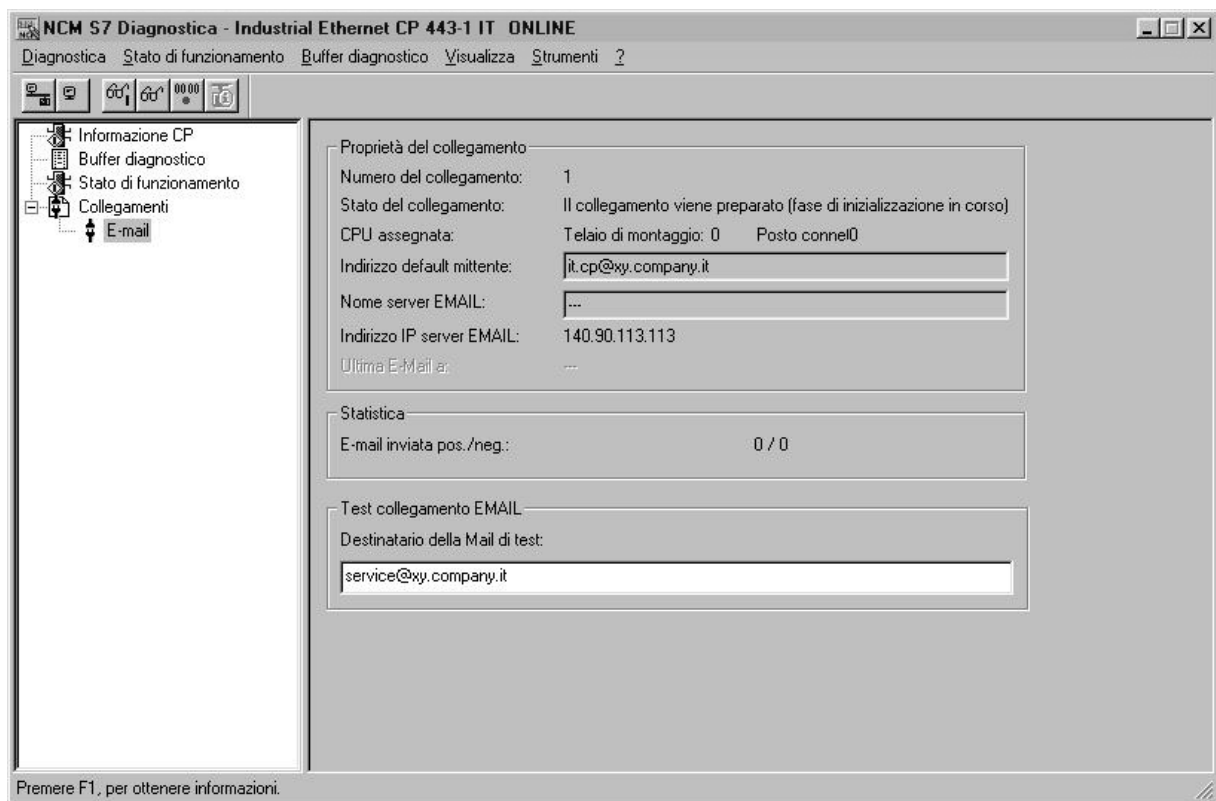 NCM S7 Diagnostica - Industrial Ethernet CP 443-1 IT ONLINE
Diagnostica Stato di funzionamento Buffer diagnostico Visualizza Strumenti ?
Informazione CP
Buffer diagnostico
Stato di funzionamento
Collegamenti
E-mail
Proprietà del collegamento
Numero del collegamento: 1
Stato del collegamento: Il collegamento viene preparato (fase di inizializzazione in corso)
CPU assegnata: Telaio di montaggio: 0 Posto connel0
Indirizzo default mittente: it.cp@xy.company.it
Nome server EMAIL: ---
Indirizzo IP server EMAIL: 140.90.113.113
Ultima E-Mail a: ---
Statistica
E-mail inviata pos./neg.: 0 / 0
Test collegamento EMAIL
Destinatario della Mail di test:
service@xy.company.it
Premere F1, per ottenere informazioni.